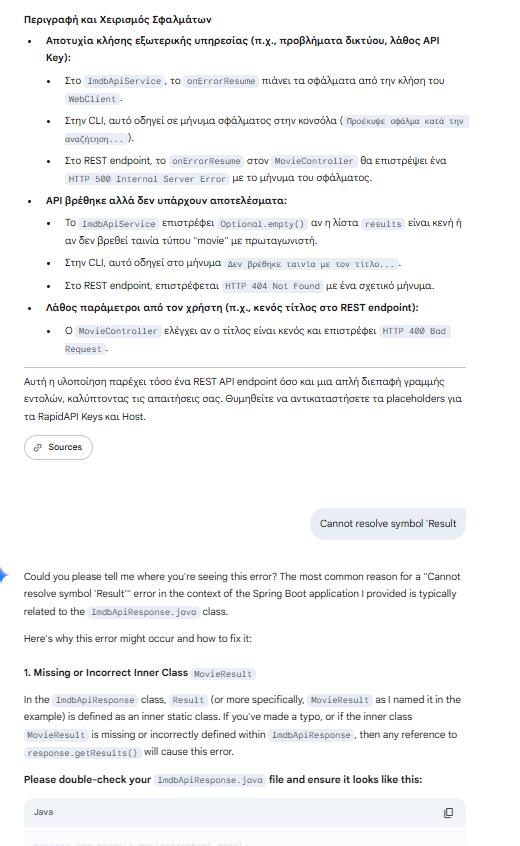 Περιγραφή και Χειρισμός Σφαλμάτων
• Αποτυχία κλήσης εξωτερικής υπηρεσίας (π.χ., προβλήματα δικτύου, λάθος API
Key):
• Στο ImdbApiService, το onErrorResume πιάνει τα σφάλματα από την κλήση του
WebClient.
• Στην CLI, αυτό οδηγεί σε μήνυμα σφάλματος στην κονσόλα (Προέκυψε σφάλμα κατά την
αναζήτηση...).
• Στο REST endpoint, το onErrorResume στον MovieController θα επιστρέψει ένα
HTTP 500 Internal Server Error με το μήνυμα του σφάλματος.
• API βρέθηκε αλλά δεν υπάρχουν αποτελέσματα:
• Το ImdbApiService επιστρέφει Optional.empty() αν η λίστα results είναι κενή ή
αν δεν βρεθεί ταινία τύπου "movie" με πρωταγωνιστή.
• Στην CLI, αυτό οδηγεί στο μήνυμα Δεν βρέθηκε ταινία με τον τίτλο....
• Στο REST endpoint, επιστρέφεται HTTP 404 Not Found με ένα σχετικό μήνυμα.
• Λάθος παράμετροι από τον χρήστη (π.χ., κενός τίτλος στο REST endpoint):
• Ο MovieController ελέγχει αν ο τίτλος είναι κενός και επιστρέφει HTTP 400 Bad
Request.
Αυτή η υλοποίηση παρέχει τόσο ένα REST API endpoint όσο και μια απλή διεπαφή γραμμής
εντολών, καλύπτοντας τις απαιτήσεις σας. Θυμηθείτε να αντικαταστήσετε τα placeholders για
τα RapidAPI Keys και Host.
Sources
Cannot resolve symbol 'Result
Could you please tell me where you're seeing this error? The most common reason for a "Cannot
resolve symbol 'Result'" error in the context of the Spring Boot application I provided is typically
related to the ImdbApiResponse.java class.
Here's why this error might occur and how to fix it:
1. Missing or Incorrect Inner Class MovieResult
In the ImdbApiResponse class, Result (or more specifically, MovieResult as I named it in the
example) is defined as an inner static class. If you've made a typo, or if the inner class
MovieResult is missing or incorrectly defined within ImdbApiResponse, then any reference to
response.getResults() will cause this error.
Please double-check your ImdbApiResponse.java file and ensure it looks like this:
Java